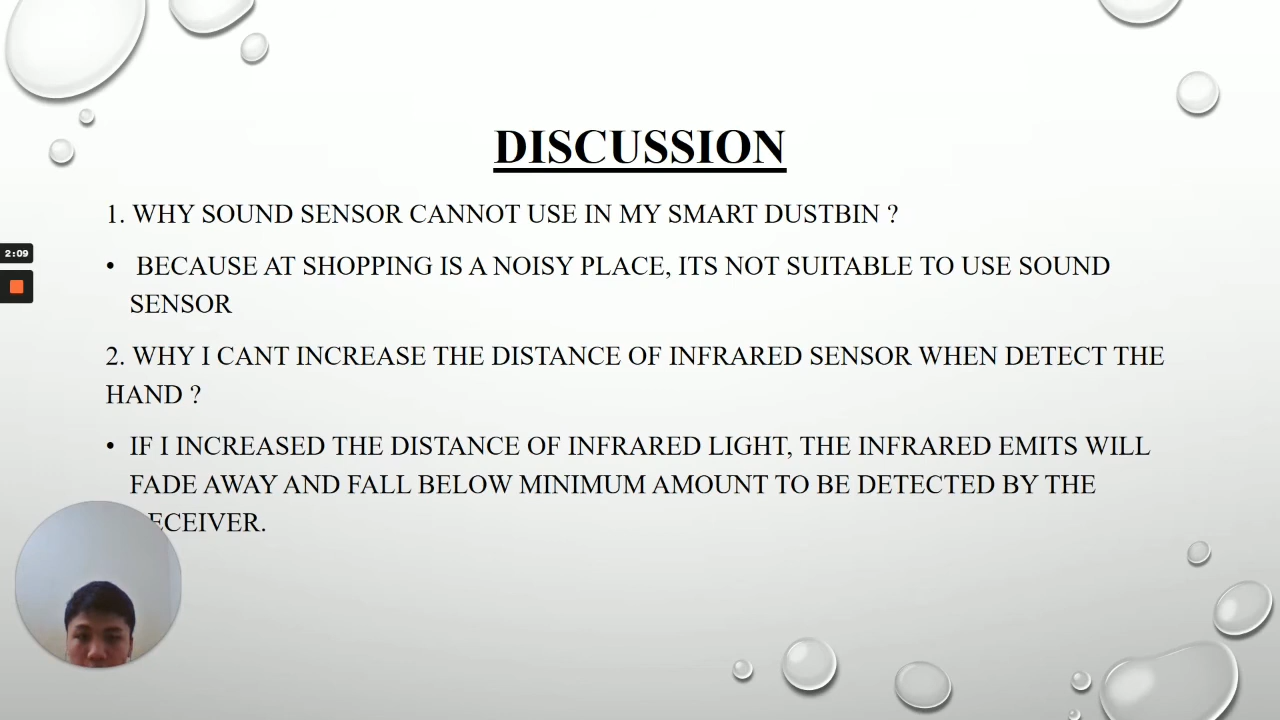 DISCUSSION
1. WHY SOUND SENSOR CANNOT USE IN MY SMART DUSTBIN ?
• BECAUSE AT SHOPPING IS A NOISY PLACE, ITS NOT SUITABLE TO USE SOUND
SENSOR
2:09
2. WHY I CANT INCREASE THE DISTANCE OF INFRARED SENSOR WHEN DETECT THE
HAND ?
• IF I INCREASED THE DISTANCE OF INFRARED LIGHT, THE INFRARED EMITS WILL
FADE AWAY AND FALL BELOW MINIMUM AMOUNT TO BE DETECTED BY THE
ECEIVER.